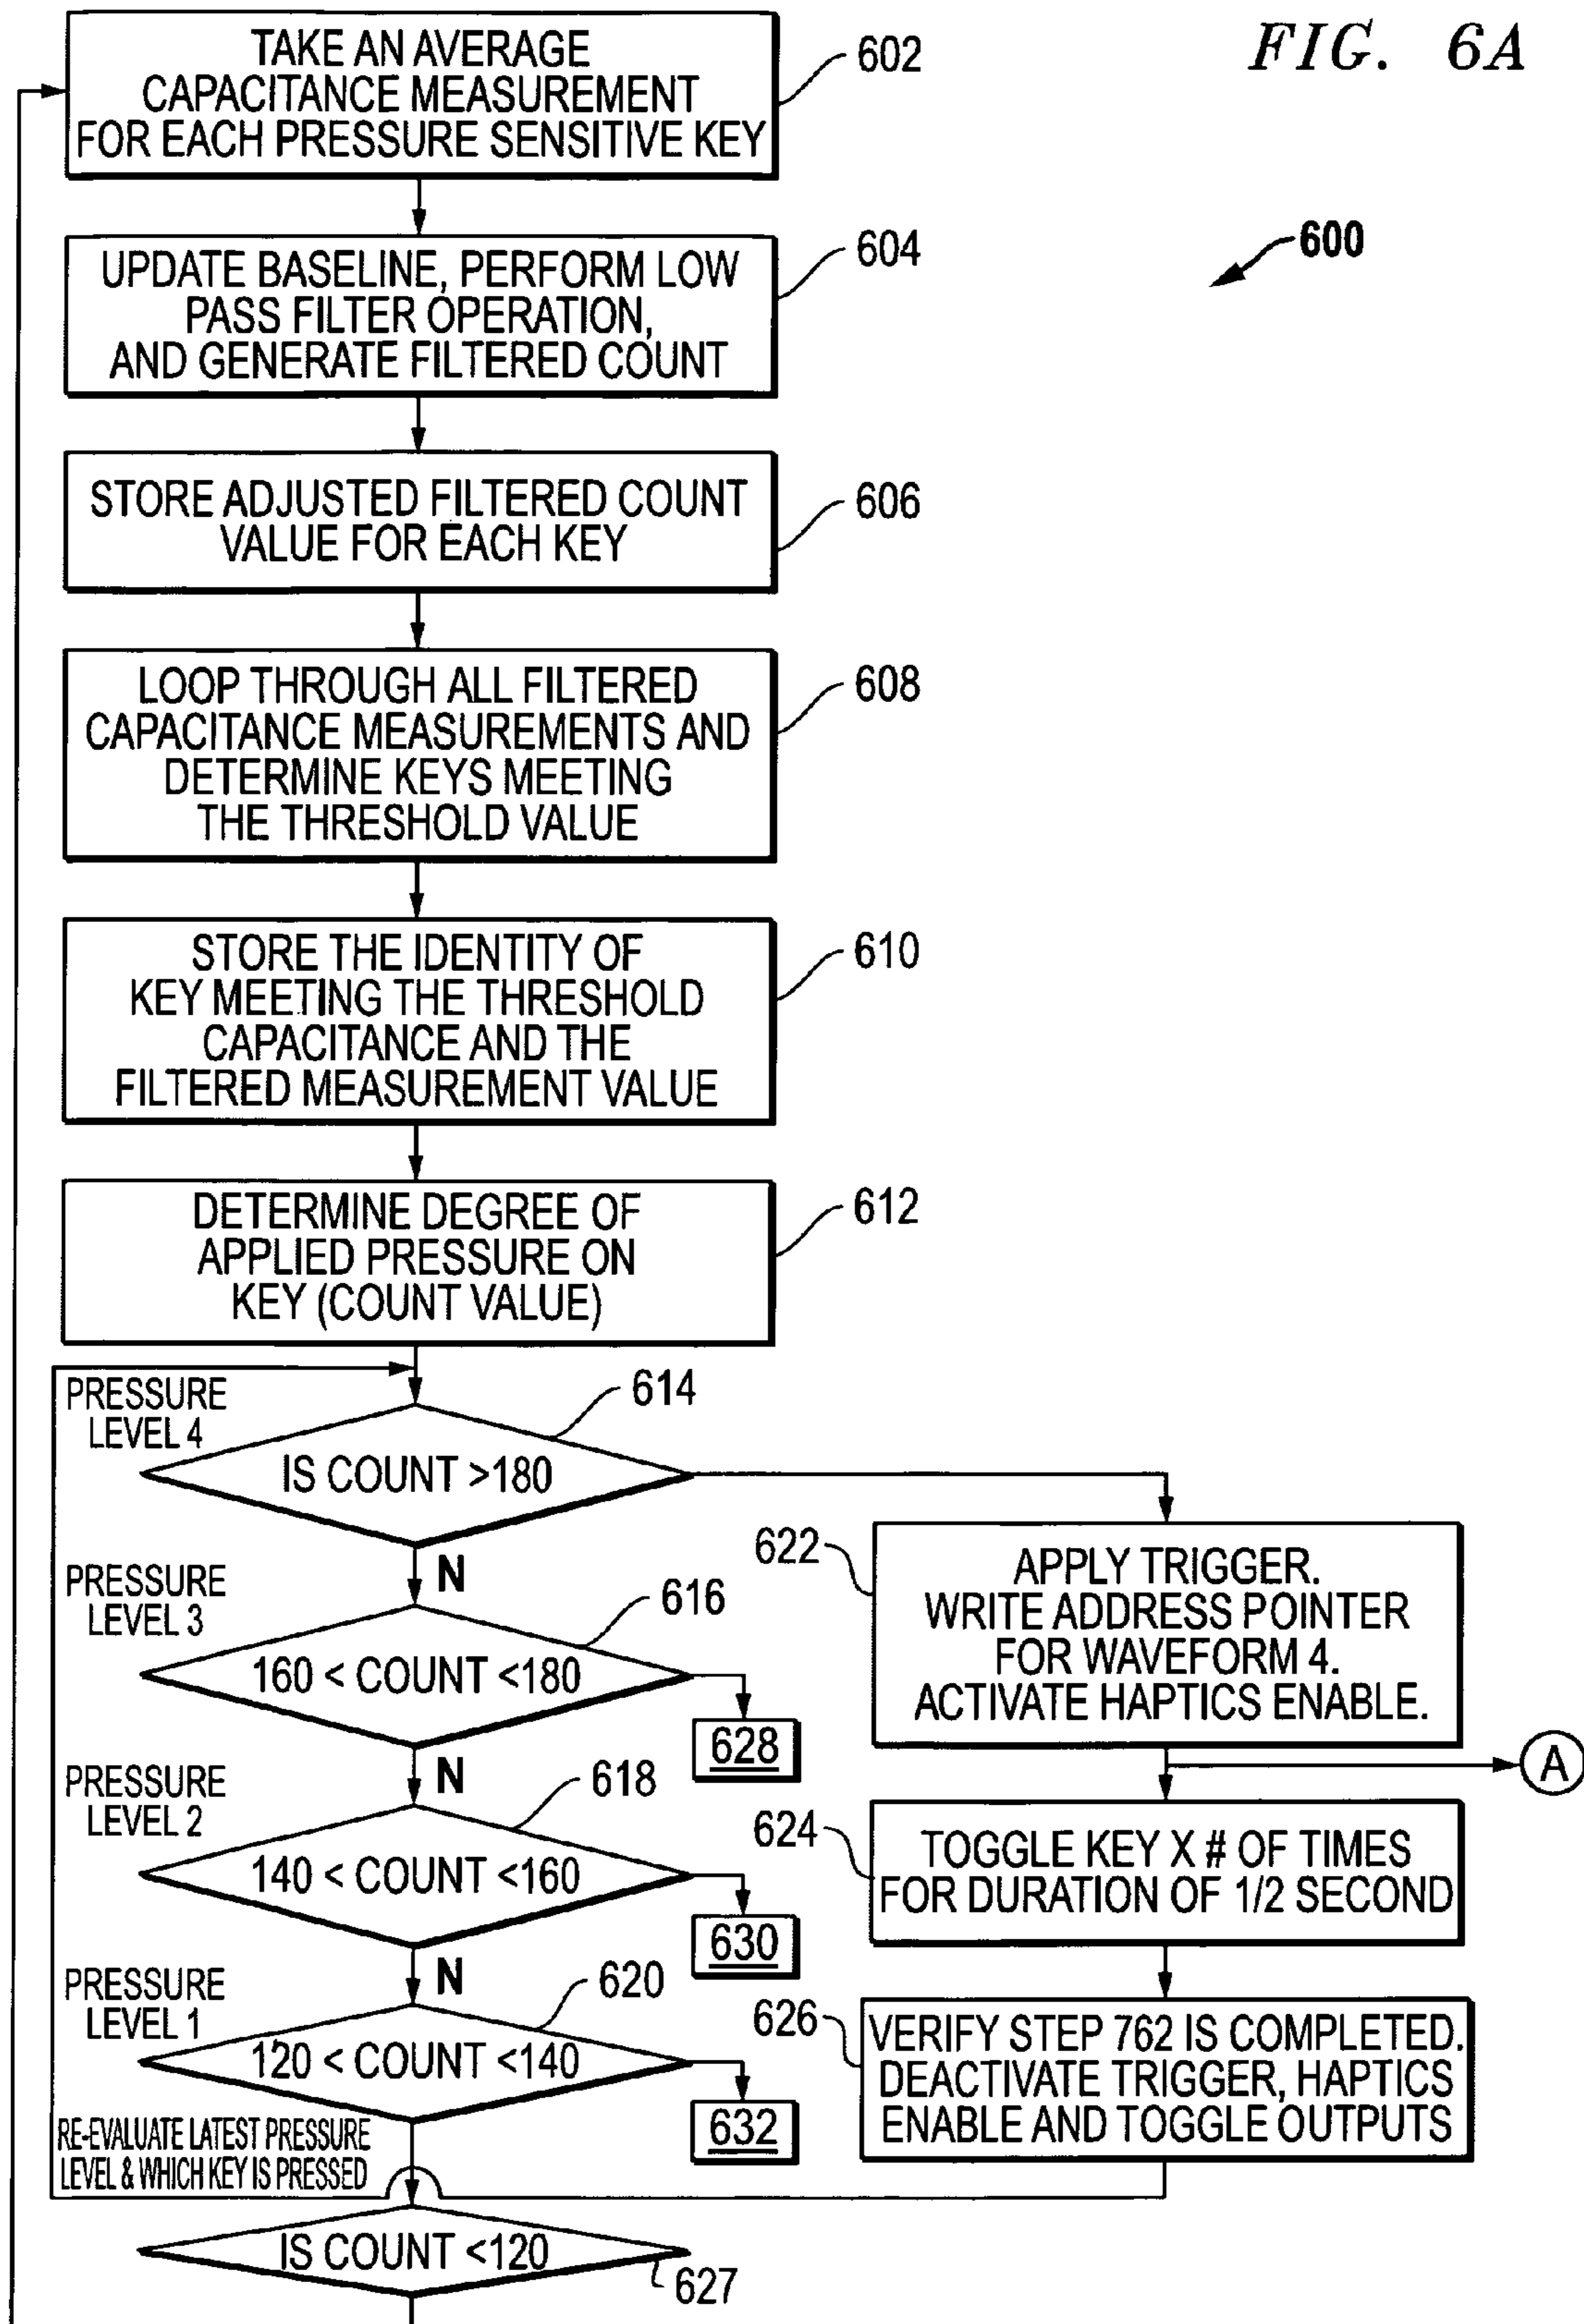 FIG. 6A
TAKE AN AVERAGE
CAPACITANCE MEASUREMENT
FOR EACH PRESSURE SENSITIVE KEY
602
600
UPDATE BASELINE, PERFORM LOW
PASS FILTER OPERATION,
AND GENERATE FILTERED COUNT
604
STORE ADJUSTED FILTERED COUNT
VALUE FOR EACH KEY
606
LOOP THROUGH ALL FILTERED
CAPACITANCE MEASUREMENTS AND
DETERMINE KEYS MEETING
THE THRESHOLD VALUE
608
STORE THE IDENTITY OF
KEY MEETING THE THRESHOLD
CAPACITANCE AND THE
FILTERED MEASUREMENT VALUE
610
DETERMINE DEGREE OF
APPLIED PRESSURE ON
KEY (COUNT VALUE)
612
PRESSURE
LEVEL 4
614
IS COUNT >180
N
PRESSURE
LEVEL 3
616
160 < COUNT <180
628
N
PRESSURE
LEVEL 2
618
140 < COUNT <160
630
N
PRESSURE
LEVEL 1
620
120 < COUNT <140
632
622
APPLY TRIGGER.
WRITE ADDRESS POINTER
FOR WAVEFORM 4.
ACTIVATE HAPTICS ENABLE.
A
624
TOGGLE KEY X # OF TIMES
FOR DURATION OF 1/2 SECOND
626
VERIFY STEP 762 IS COMPLETED.
DEACTIVATE TRIGGER, HAPTICS
ENABLE AND TOGGLE OUTPUTS
RE-EVALUATE LATEST PRESSURE
LEVEL & WHICH KEY IS PRESSED
IS COUNT <120
627